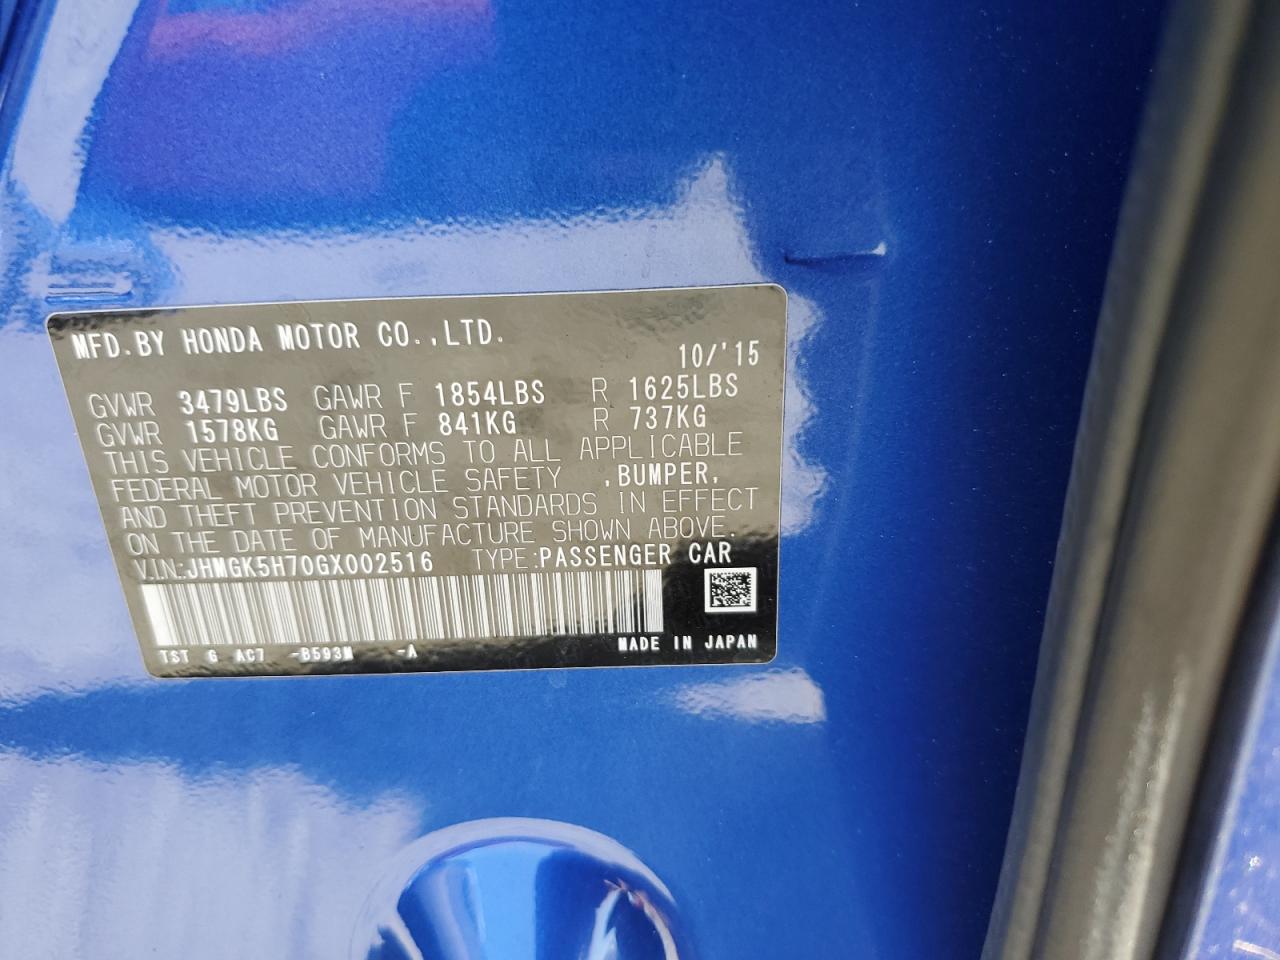 MFD.BY HONDA MOTOR CO.,LTD.
10/'15
GVWR 3479LBS GAWR F 1854LBS R 1625LBS
GVWR 1578KG GAWR F 841KG R 737KG
THIS VEHICLE CONFORMS TO ALL APPLICABLE
FEDERAL MOTOR VEHICLE SAFETY ,BUMPER,
AND THEFT PREVENTION STANDARDS IN EFFECT
ON THE DATE OF MANUFACTURE SHOWN ABOVE.
V.I.N:JHMGK5H70GX002516 TYPE:PASSENGER CAR
TST 6 AC7 -B593M -A MADE IN JAPAN